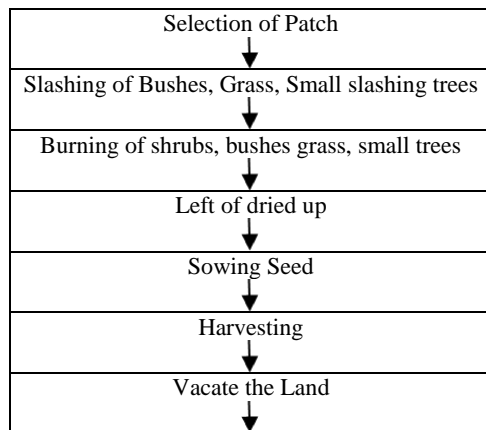 Selection of Patch
Slashing of Bushes, Grass, Small slashing trees
Burning of shrubs, bushes grass, small trees
Left of dried up
Sowing Seed
Harvesting
Vacate the Land